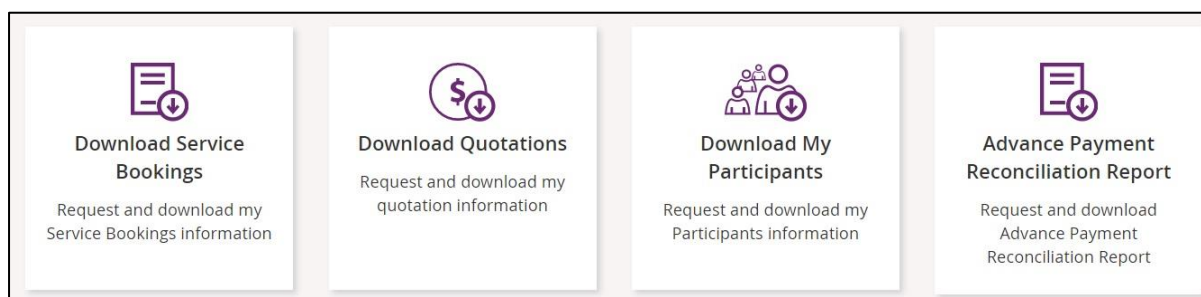 $
Download Service
Bookings
Request and download my
Service Bookings information
Download Quotations
Request and download my
quotation information
Download My
Participants
Request and download my
Participants information
Advance Payment
Reconciliation Report
Request and download
Advance Payment
Reconciliation Report